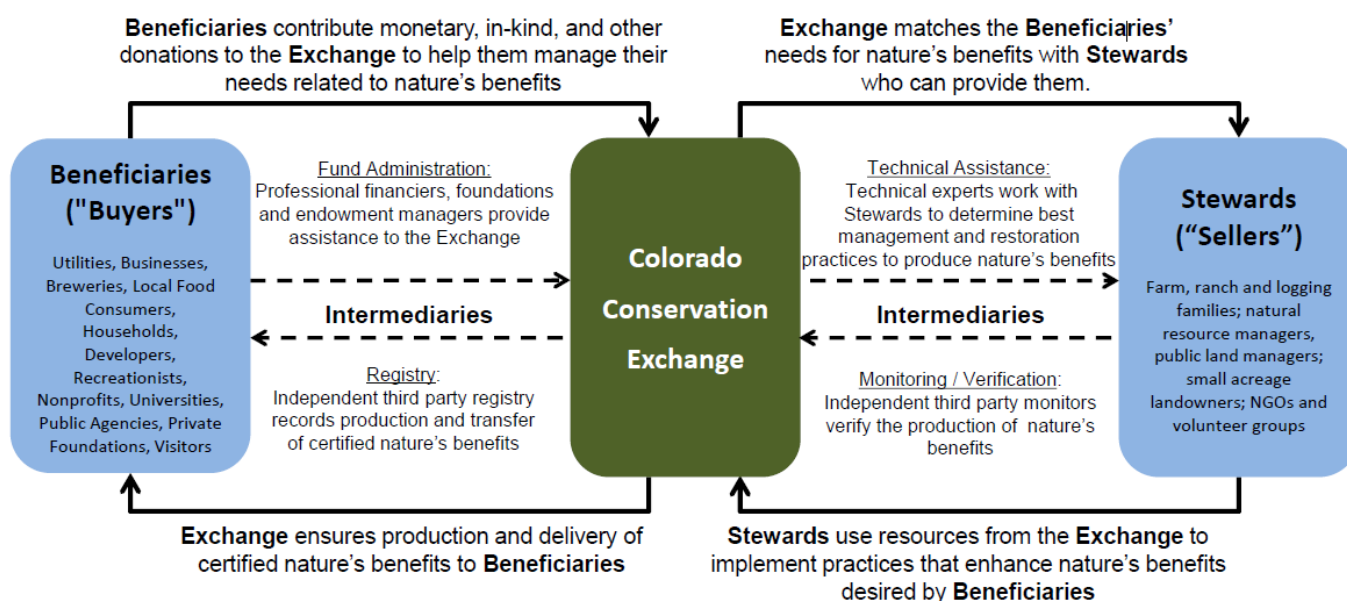 Beneficiaries contribute monetary, in-kind, and other
donations to the Exchange to help them manage their
needs related to nature's benefits
Exchange matches the Beneficiaries'
needs for nature's benefits with Stewards
who can provide them.
Beneficiaries
("Buyers")
Utilities, Businesses,
Breweries, Local Food
Consumers,
Households,
Developers,
Recreationists,
Nonprofits, Universities,
Public Agencies, Private
Foundations, Visitors
Fund Administration:
Professional financiers, foundations
and endowment managers provide
assistance to the Exchange
Intermediaries
Registry:
Independent third party registry
records production and transfer
of certified nature's benefits
Colorado
Conservation
Exchange
Technical Assistance:
Technical experts work with
Stewards to determine best
management and restoration
practices to produce nature's benefits
Intermediaries
Monitoring / Verification:
Independent third party monitors
verify the production of nature's
benefits
Stewards
(“Sellers”)
Farm, ranch and logging
families; natural
resource managers,
public land managers;
small acreage
landowners; NGOs and
volunteer groups
Exchange ensures production and delivery of
certified nature's benefits to Beneficiaries
Stewards use resources from the Exchange to
implement practices that enhance nature's benefits
desired by Beneficiaries